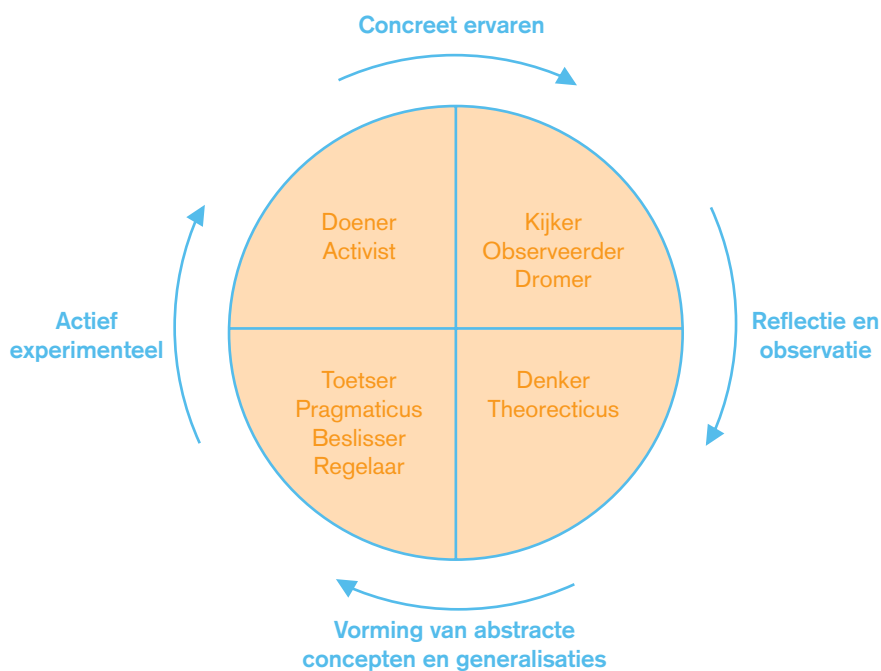 Concreet ervaren
Doener
Activist
Kijker
Observeerder
Dromer
Actief
experimenteel
Reflectie en
observatie
Toetser
Pragmaticus
Beslisser
Regelaar
Denker
Theorecticus
Vorming van abstracte
concepten en generalisaties